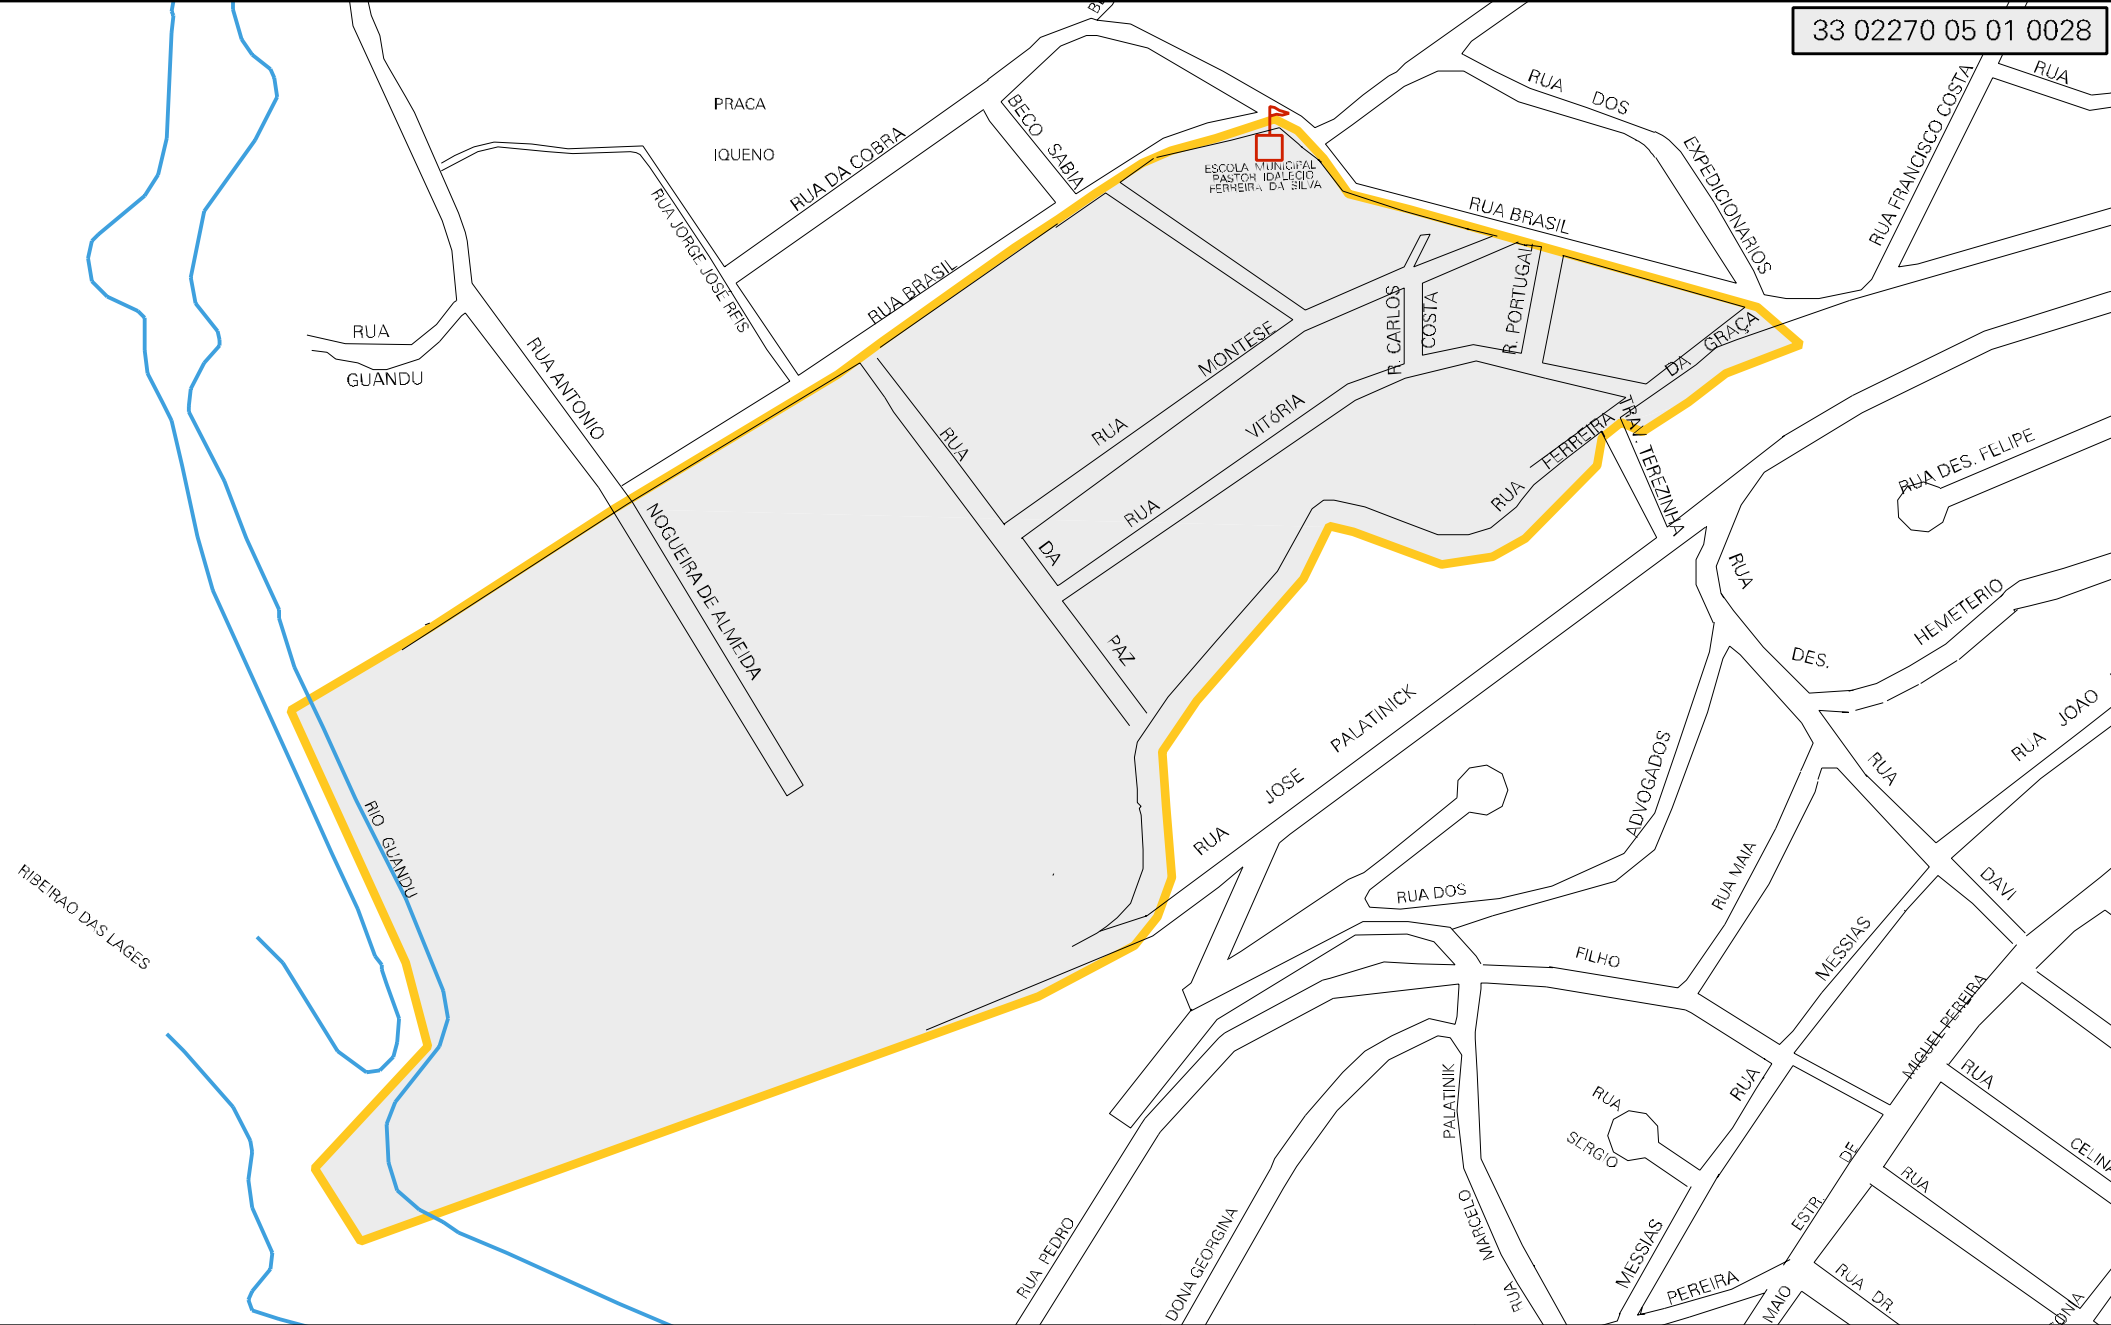 33 02270 05 01 0028
PRACA
IQUENO
RUA DA COBRA
BECO SABIA
RUA JORGE JOSÉ REIS
RUA BRASIL
RUA
GUANDU
RUA ANTONIO
NOGUEIRA DE ALMEIDA
ESCOLA MUNICIPAL
PASTOR IDALECIO
FERREIRA DA SILVA
RUA BRASIL
RUA DOS
EXPEDICIONARIOS
RUA FRANCISCO COSTA
RUA
RUA
DA
PAZ
RUA
MONTESE
RUA
VITóRIA
R. CARLOS
COSTA
R. PORTUGAL
RUA
FERREIRA
DA GRAÇA
TRAV. TEREZINHA
RUA DES. FELIPE
RUA
DES.
HEMETERIO
RUA JOAO
RUA
JOSE
PALATINICK
ADVOGADOS
RUA DOS
RUA MAIA
RUA
DAVI
FILHO
MESSIAS
RUA
MIGUEL PEREIRA
DE
ESTR.
RUA
CELINA
RUA
RUA
SERGIO
PALATINIK
MARCELO
RUA
MESSIAS
PEREIRA
MAIO
RUA DR.
RUA PEDRO
DONA GEORGINA
RIO GUANDU
RIBEIRAO DAS LAGES